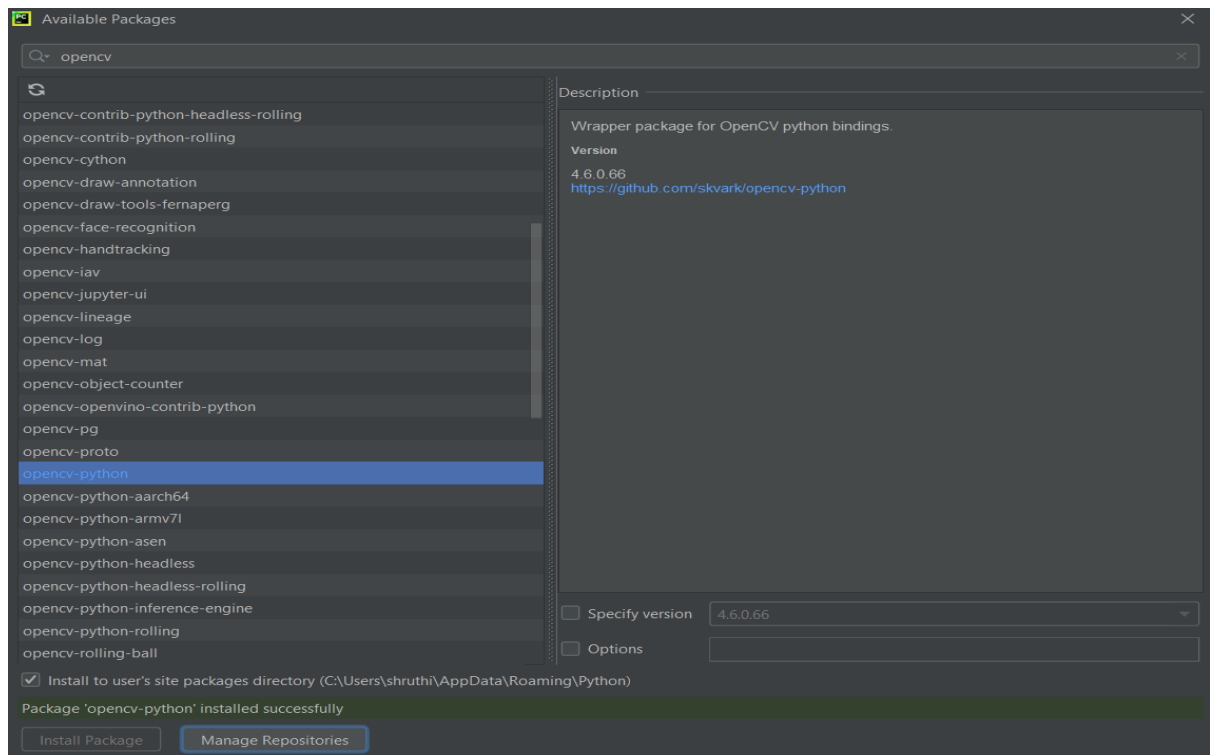 PC
Available Packages
opencv
Description
opencv-contrib-python-headless-rolling
opencv-contrib-python-rolling
opencv-cython
opencv-draw-annotation
opencv-draw-tools-fernaperg
opencv-face-recognition
opencv-handtracking
opencv-iav
opencv-jupyter-ui
opencv-lineage
opencv-log
opencv-mat
opencv-object-counter
opencv-openvino-contrib-python
opencv-pg
opencv-proto
opencv-python
opencv-python-aarch64
opencv-python-armv7l
opencv-python-asen
opencv-python-headless
opencv-python-headless-rolling
opencv-python-inference-engine
opencv-python-rolling
opencv-rolling-ball
Wrapper package for OpenCV python bindings.
Version
4.6.0.66
https://github.com/skvark/opencv-python
Specify version 4.6.0.66
Options
Install to user's site packages directory (C:\Users\shruthi\AppData\Roaming\Python)
Package 'opencv-python' installed successfully
Install Package Manage Repositories